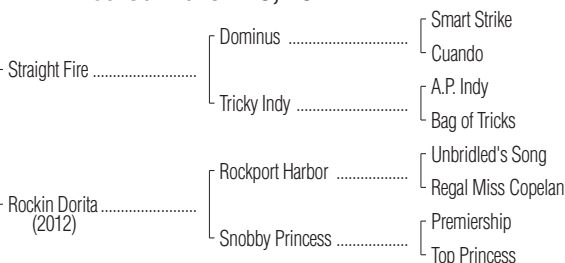 Smart Strike
Dominus ..............................
Cuando
Straight Fire ..........................
A.P. Indy
Tricky Indy ............................
Bag of Tricks
Unbridled's Song
Rockport Harbor ..................
Regal Miss Copelan
Rockin Dorita ........................
(2012)
Premiership
Snobby Princess ..................
Top Princess